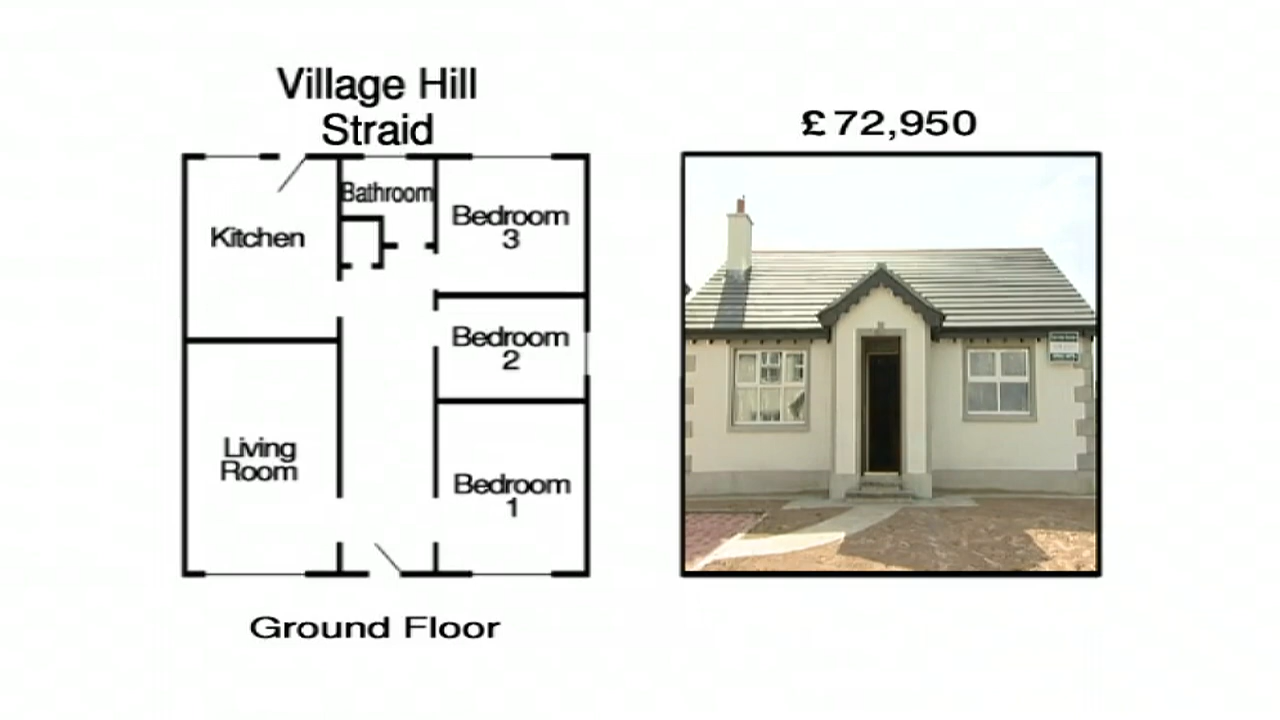 Village Hill
Straid
£72,950
Bathroom
Kitchen
Bedroom
3
Bedroom
2
Living
Room
Bedroom
1
Ground Floor